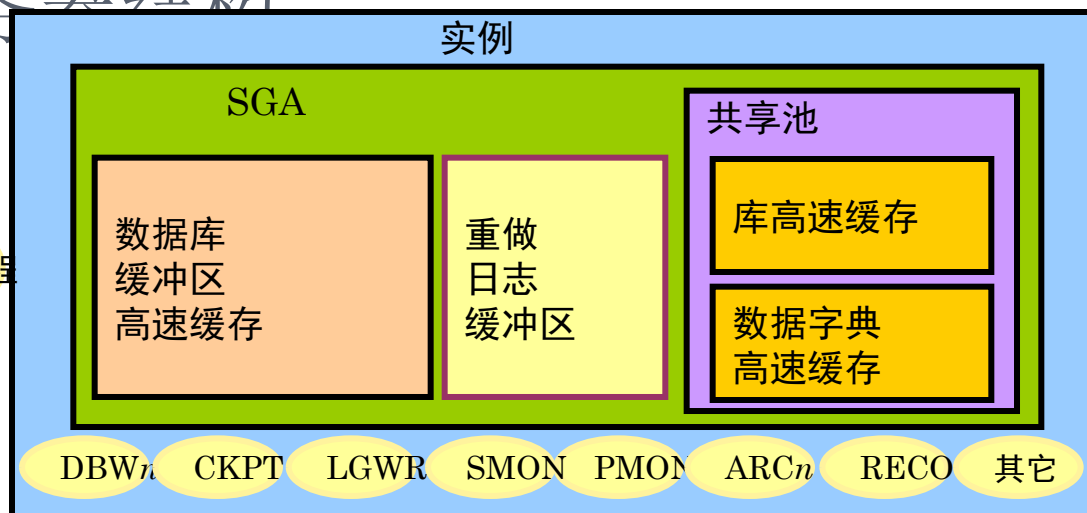 实例
SGA
共享池
数据库
缓冲区
高速缓存
重做
日志
缓冲区
库高速缓存
数据字典
高速缓存
DBWn CKPT LGWR SMON PMON ARCn RECO 其它